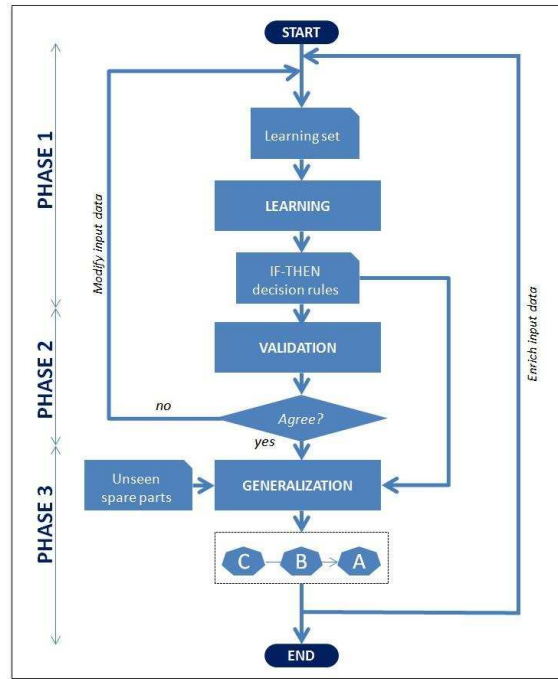 START
PHASE 1
Modify input data
Learning set
LEARNING
IF-THEN
decision rules
Enrich input data
PHASE 2
VALIDATION
Agree?
no
yes
PHASE 3
Unseen
spare parts
GENERALIZATION
C B A
END